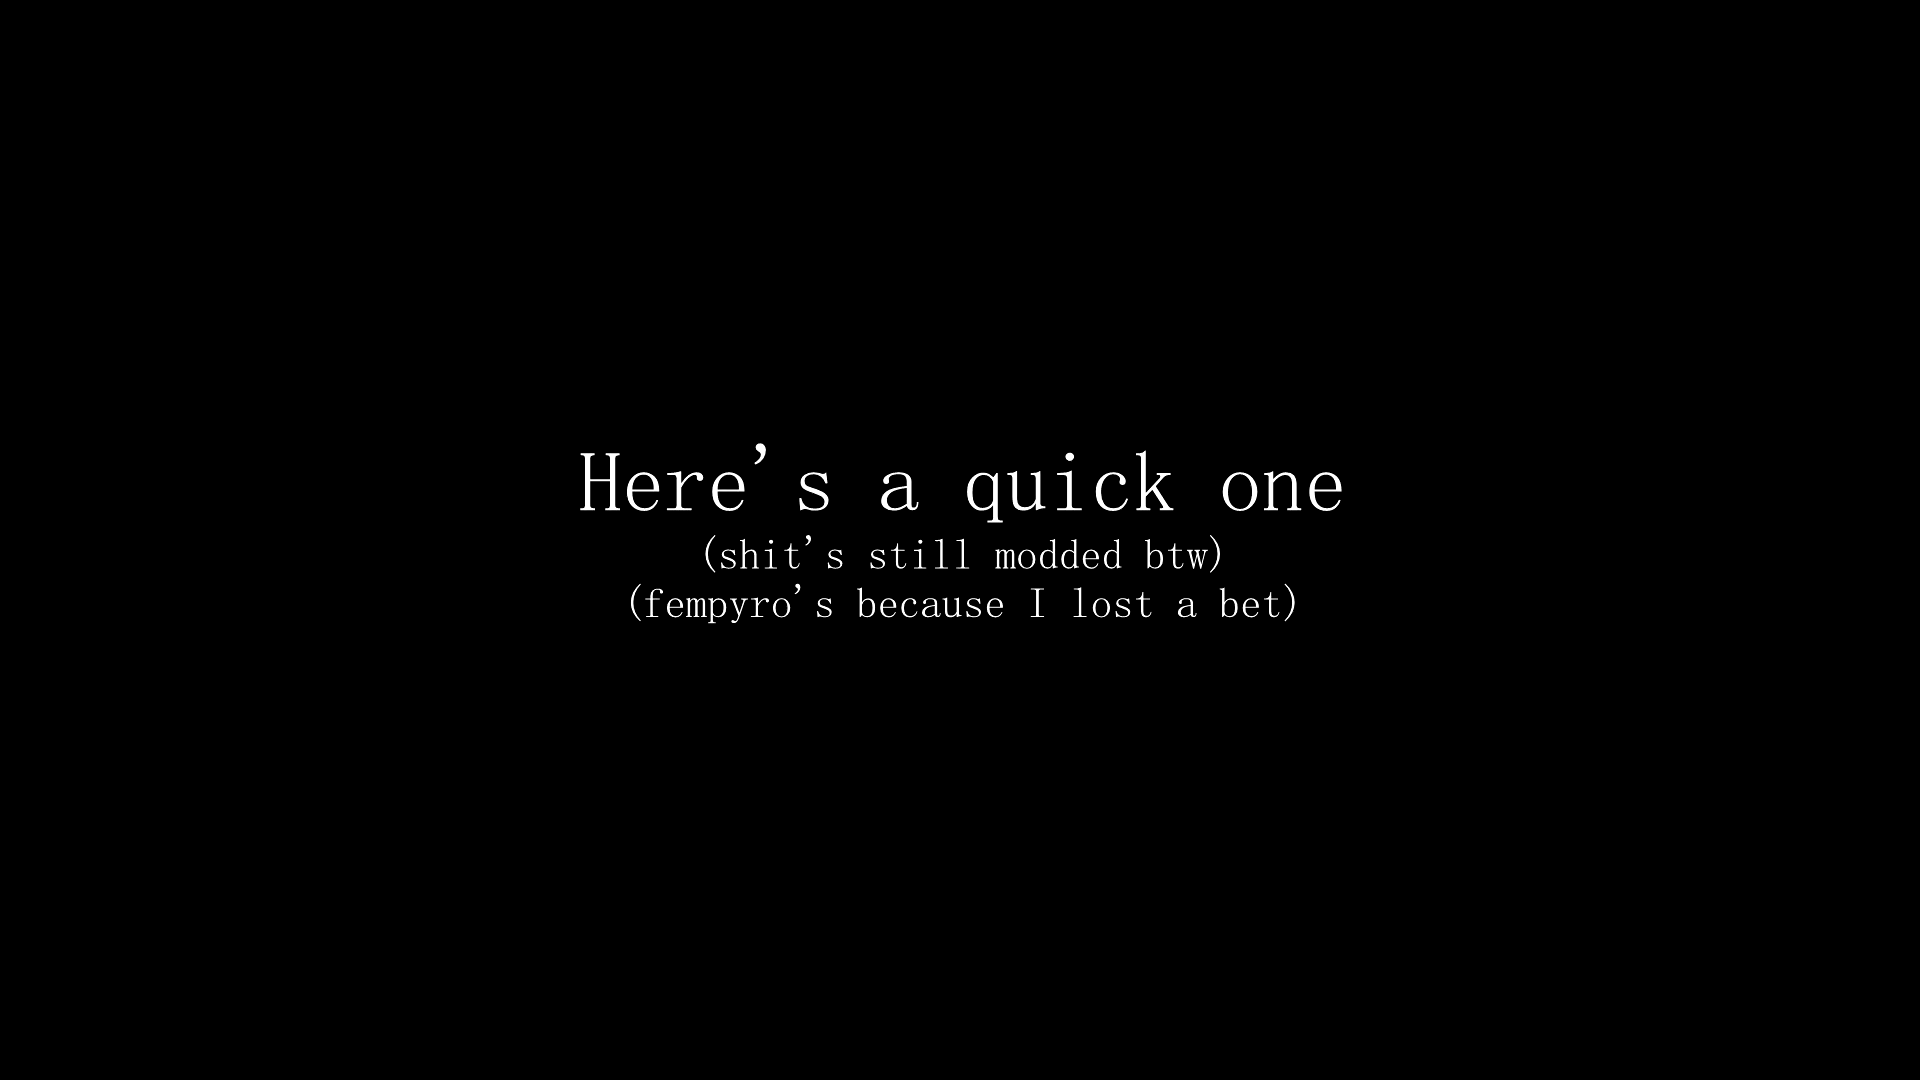 Here's a quick one
(shit's still modded btw)
(fempyro's because I lost a bet)